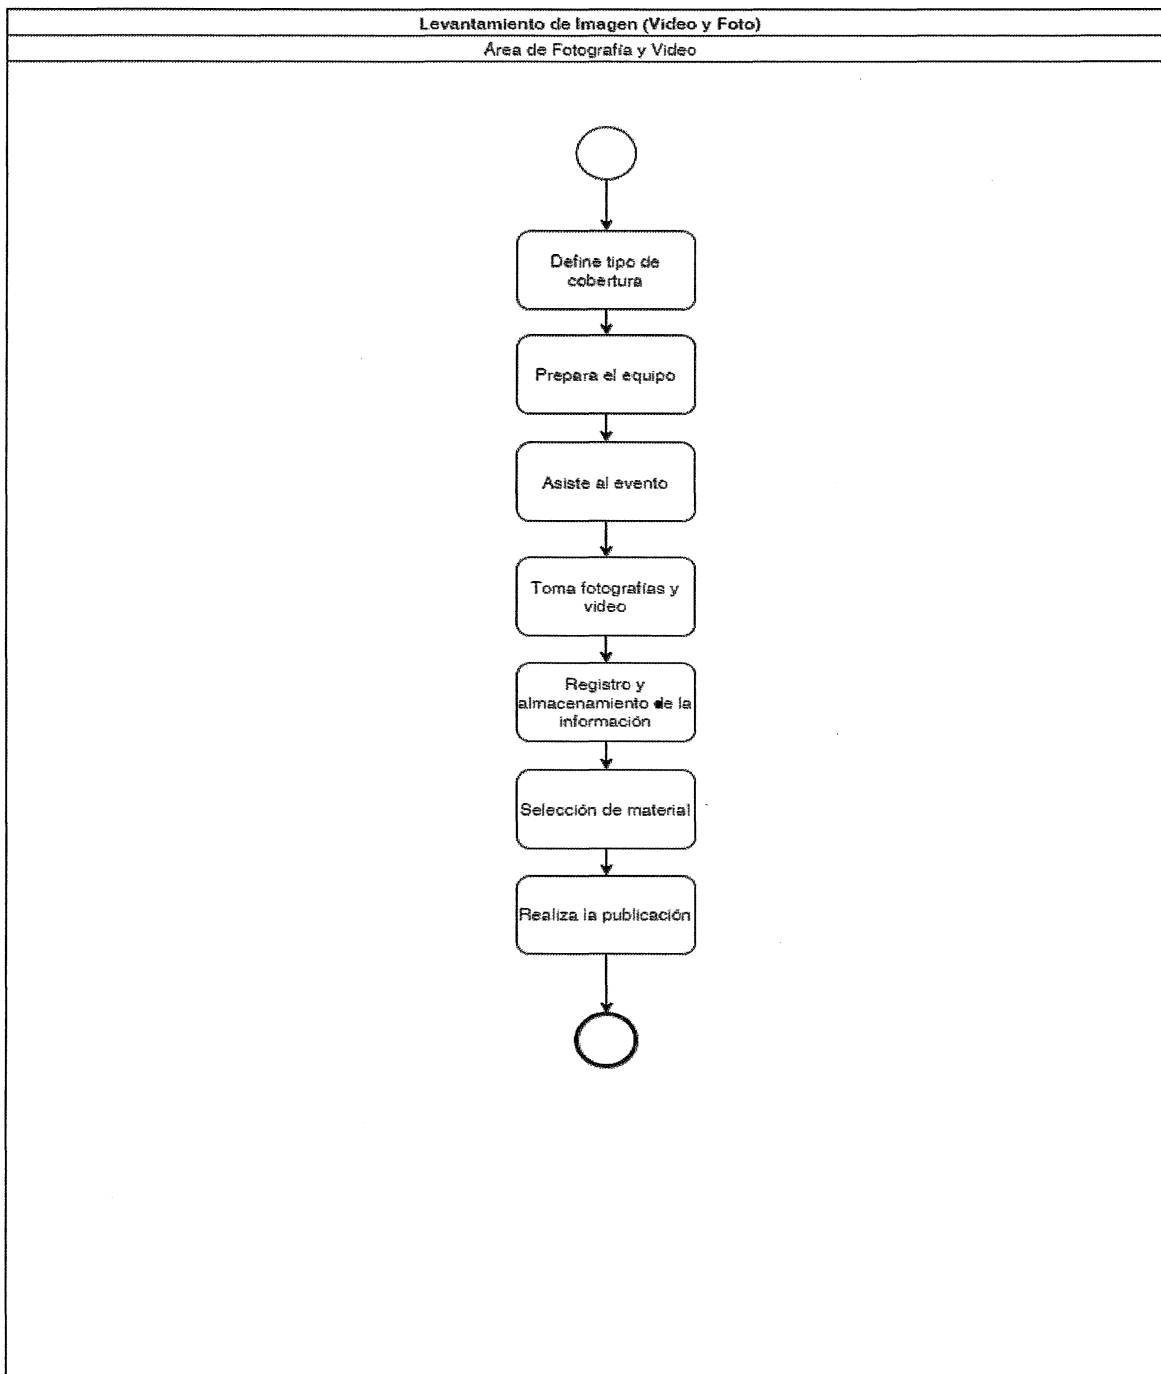 Levantamiento de Imagen (Video y Foto)
Área de Fotografía y Video
Define tipo de
cobertura
Prepara el equipo
Asiste al evento
Toma fotografías y
video
Registro y
almacenamiento de la
información
Selección de material
Realiza la publicación